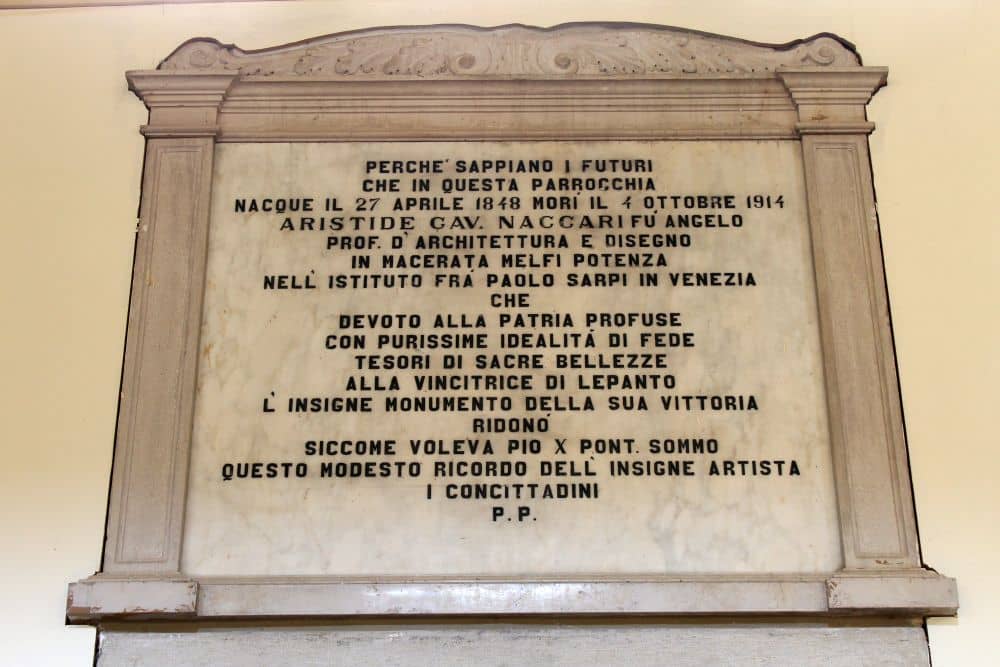 PERCHE' SAPPIANO I FUTURI
CHE IN QUESTA PARROCCHIA
NACQUE IL 27 APRILE 1848 MORÌ IL 4 OTTOBRE 1914
ARISTIDE CAV. NACCARI FÙ ANGELO
PROF. D'ARCHITETTURA E DISEGNO
IN MACERATA MELFI POTENZA
NELL'ISTITUTO FRÀ PAOLO SARPI IN VENEZIA
CHE
DEVOTO ALLA PATRIA PROFUSE
CON PURISSIME IDEALITÀ DI FEDE
TESORI DI SACRE BELLEZZE
ALLA VINCITRICE DI LEPANTO
L'INSIGNE MONUMENTO DELLA SUA VITTORIA
RIDONÒ
SICCOME VOLEVA PIO X PONT. SOMMO
QUESTO MODESTO RICORDO DELL'INSIGNE ARTISTA
I CONCITTADINI
P. P.